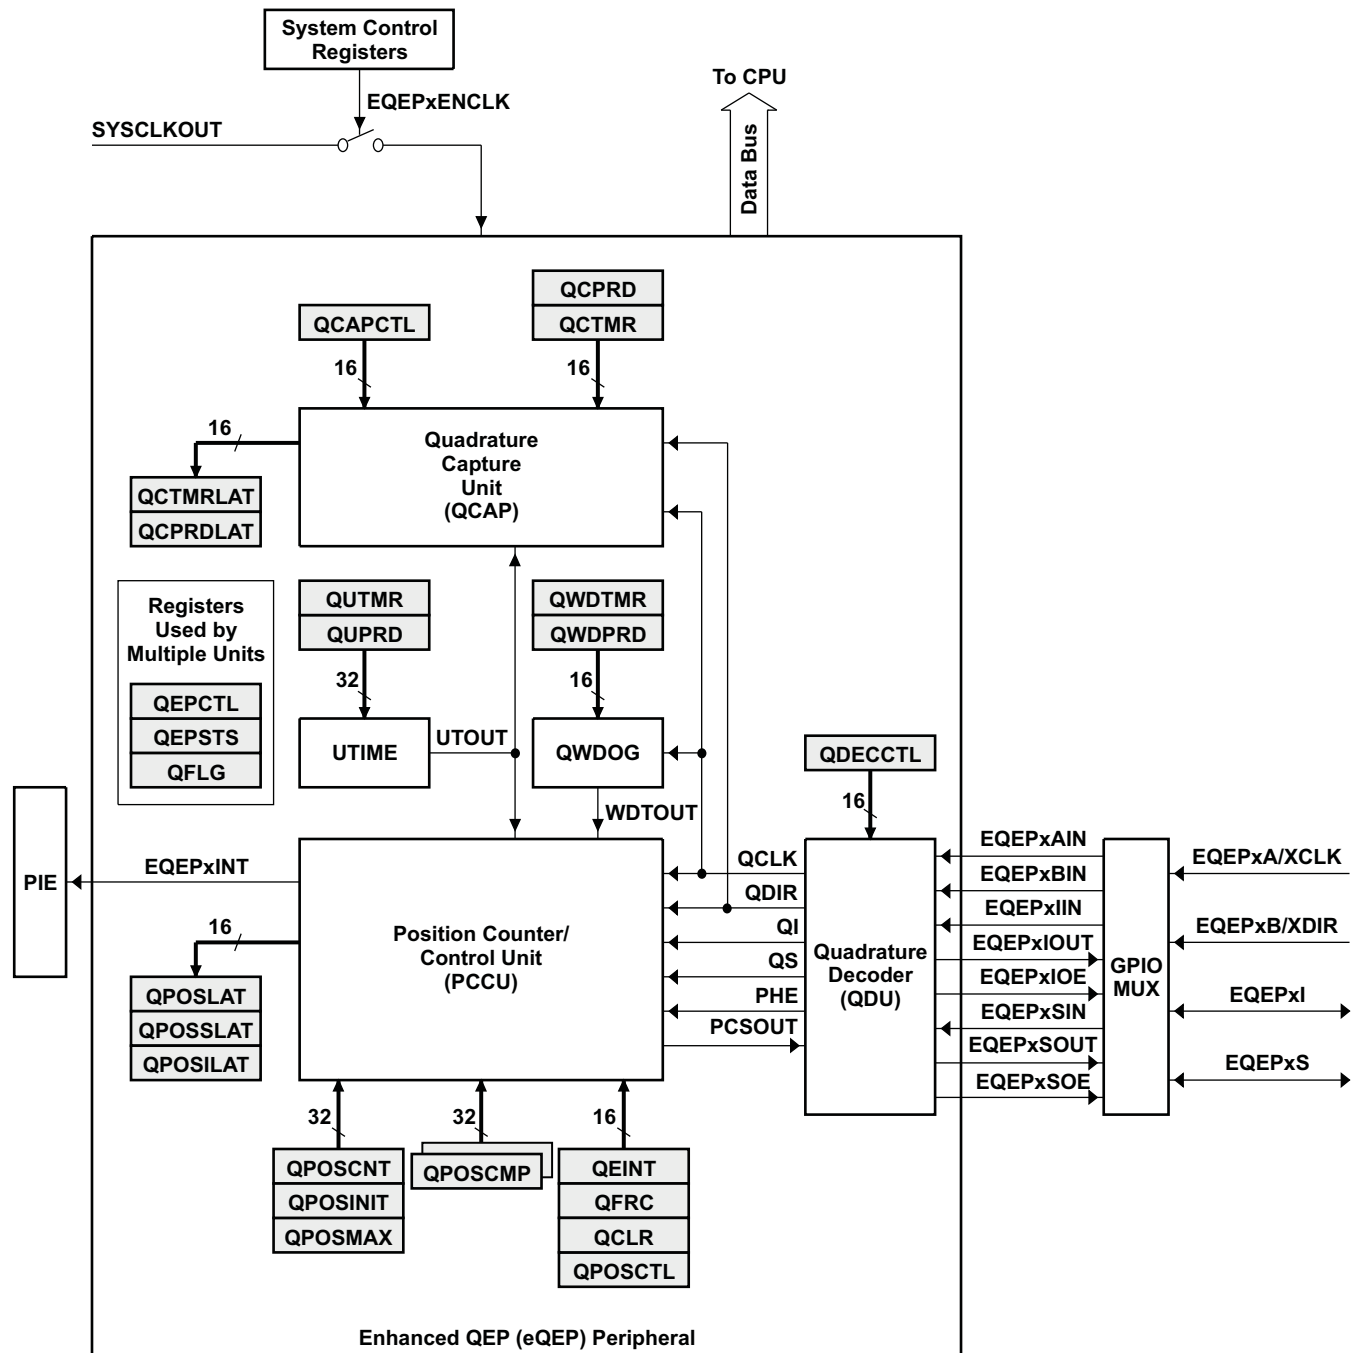 System Control
Registers
To CPU
EQEPxENCLK
SYSCLKOUT
Data Bus
QCPRD
QCAPCTL
QCTMR
16
16
16
Quadrature
Capture
Unit
(QCAP)
QCTMRLAT
QCPRDLAT
Registers
Used by
Multiple Units
QEPCTL
QEPSTS
QFLG
QUTMR
QUPRD
QWDTMR
QWDPRD
32
16
UTIME
UTOUT
QWDOG
QDECCTL
WDTOUT
16
PIE
EQEPxINT
16
QPOSLAT
QPOSSLAT
QPOSILAT
Position Counter/
Control Unit
(PCCU)
QCLK
QDIR
QI
QS
PHE
PCSOUT
Quadrature
Decoder
(QDU)
EQEPxAIN
EQEPxBIN
EQEPxIIN
EQEPxIOUT
EQEPxIOE
EQEPxSIN
EQEPxSOUT
EQEPxSOE
GPIO
MUX
EQEPxA/XCLK
EQEPxB/XDIR
EQEPxI
EQEPxS
32
32
16
QPOSCNT
QPOSINIT
QPOSMAX
QPOSCMP
QEINT
QFRC
QCLR
QPOSCTL
Enhanced QEP (eQEP) Peripheral